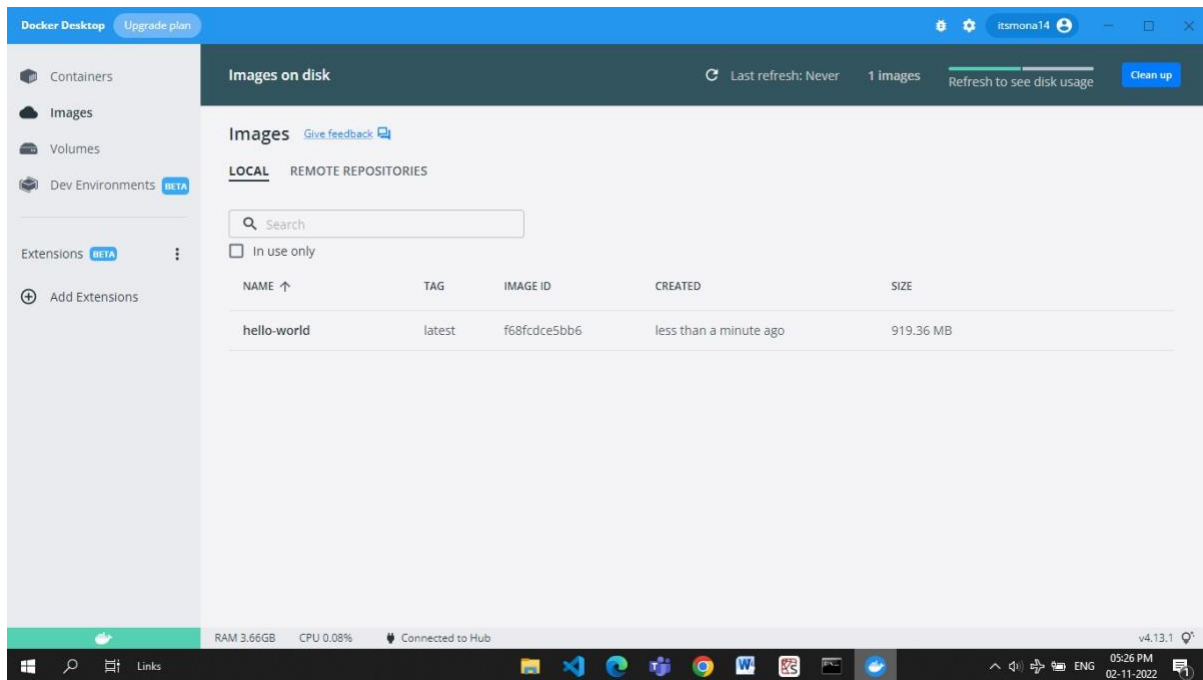 Docker Desktop Upgrade plan itsmona14
Containers
Images
Volumes
Dev Environments BETA
Extensions BETA
Add Extensions
Images on disk Last refresh: Never 1 images Refresh to see disk usage Clean up
Images Give feedback
LOCAL REMOTE REPOSITORIES
Search
In use only
NAME TAG IMAGE ID CREATED SIZE
hello-world latest f68fcdce5bb6 less than a minute ago 919.36 MB
RAM 3.66GB CPU 0.08% Connected to Hub v4.13.1
Links ENG 05:26 PM
02-11-2022